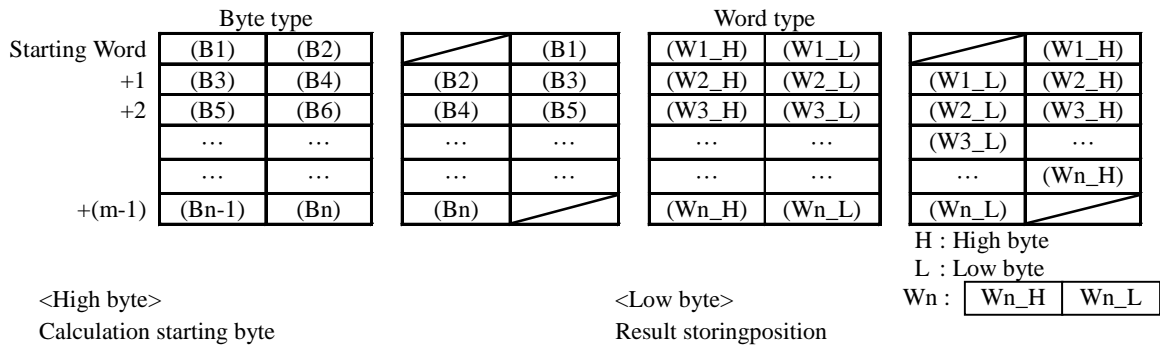 Byte type Word type
Starting Word (B1) (B2) (B1) (W1_H) (W1_L) (W1_H)
+1 (B3) (B4) (B2) (B3) (W2_H) (W2_L) (W1_L) (W2_H)
+2 (B5) (B6) (B4) (B5) (W3_H) (W3_L) (W2_L) (W3_H)
… … … … … … (W3_L) …
… … … … … … … (Wn_H)
+(m-1) (Bn-1) (Bn) (Bn) (Wn_H) (Wn_L) (Wn_L)
H : High byte
L : Low byte
<High byte> <Low byte> Wn : Wn_H Wn_L
Calculation starting byte Result storingposition